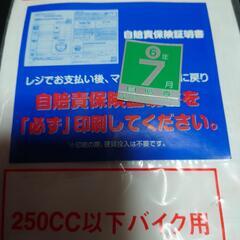 自賠責保険証明書
レジでお支払い後、マ
に戻り
6年
7月
自賠責保険
を
「必ず」印刷してください。
250CC以下バイク用